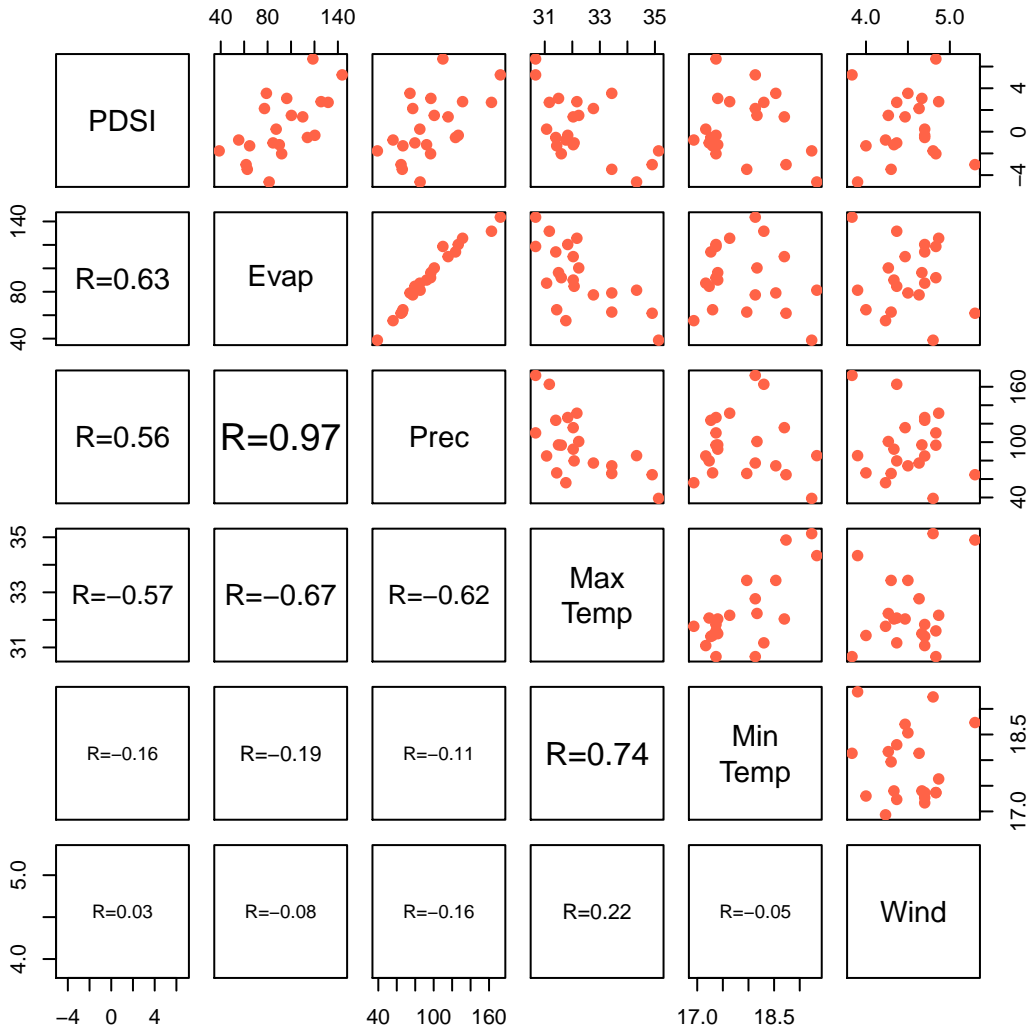 40 80 140
31 33 35
4.0 5.0
PDSI
−4 0 4
40 80 140
R=0.63
Evap
R=0.56
R=0.97
Prec
40 100 160
31 33 35
R=−0.57
R=−0.67
R=−0.62
Max
Temp
R=−0.16
R=−0.19
R=−0.11
R=0.74
Min
Temp
17.0 18.5
4.0 5.0
R=0.03
R=−0.08
R=−0.16
R=0.22
R=−0.05
Wind
−4 0 4
40 100 160
17.0 18.5